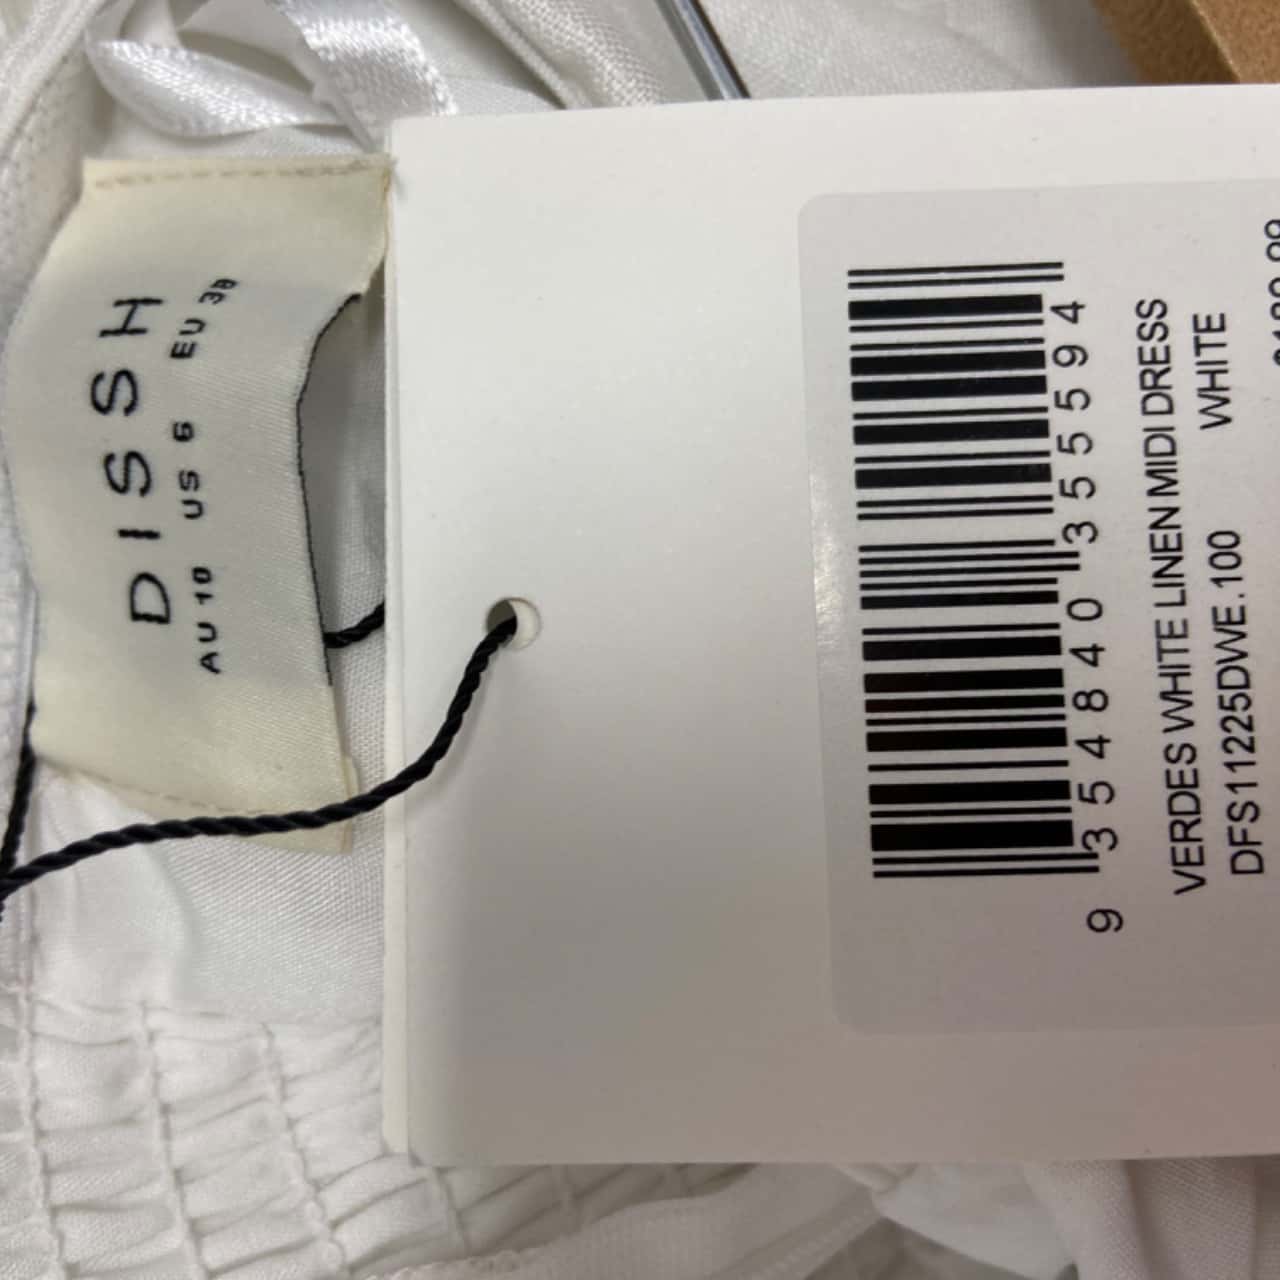 DISSH
AU 10 US 6 EU 38
9 354840 355594
VERDES WHITE LINEN MIDI DRESS
DFS11225DWE.100 WHITE